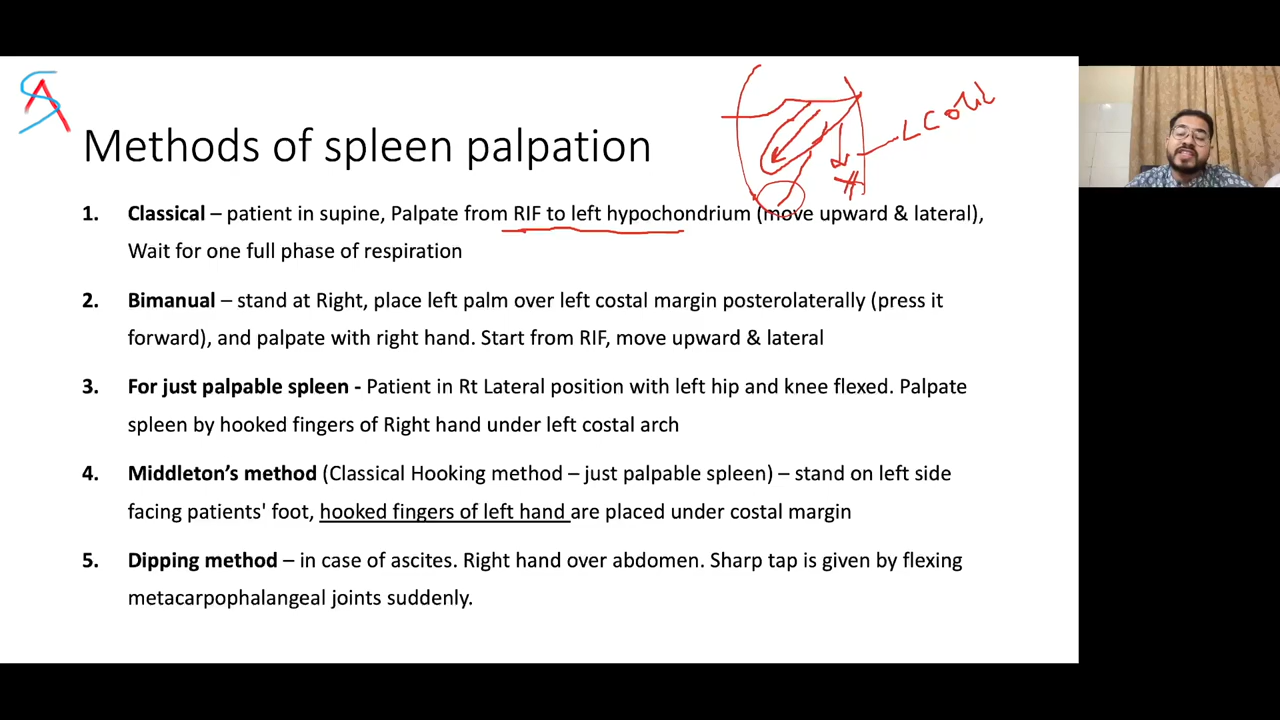 SA
Methods of spleen palpation
L Colic
1. Classical – patient in supine, Palpate from RIF to left hypochondrium (move upward & lateral),
Wait for one full phase of respiration
2. Bimanual – stand at Right, place left palm over left costal margin posterolaterally (press it
forward), and palpate with right hand. Start from RIF, move upward & lateral
3. For just palpable spleen - Patient in Rt Lateral position with left hip and knee flexed. Palpate
spleen by hooked fingers of Right hand under left costal arch
4. Middleton’s method (Classical Hooking method – just palpable spleen) – stand on left side
facing patients' foot, hooked fingers of left hand are placed under costal margin
5. Dipping method – in case of ascites. Right hand over abdomen. Sharp tap is given by flexing
metacarpophalangeal joints suddenly.